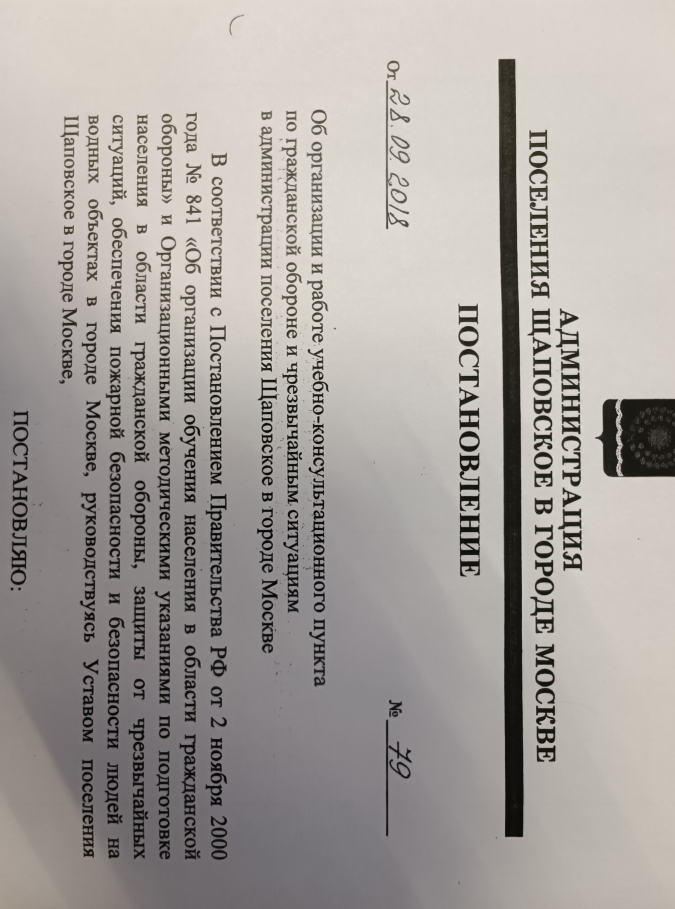 АДМИНИСТРАЦИЯ
ПОСЕЛЕНИЯ ЩАПОВСКОЕ В ГОРОДЕ МОСКВЕ
ПОСТАНОВЛЕНИЕ
От 28.09.2018 № 79
Об организации и работе учебно-консультационного пункта
по гражданской обороне и чрезвычайным ситуациям
в администрации поселения Щаповское в городе Москве
В соответствии с Постановлением Правительства РФ от 2 ноября 2000
года № 841 «Об организации обучения населения в области гражданской
обороны» и Организационными методическими указаниями по подготовке
населения в области гражданской обороны, защиты от чрезвычайных
ситуаций, обеспечения пожарной безопасности и безопасности людей на
водных объектах в городе Москве, руководствуясь Уставом поселения
Щаповское в городе Москве,
ПОСТАНОВЛЯЮ: